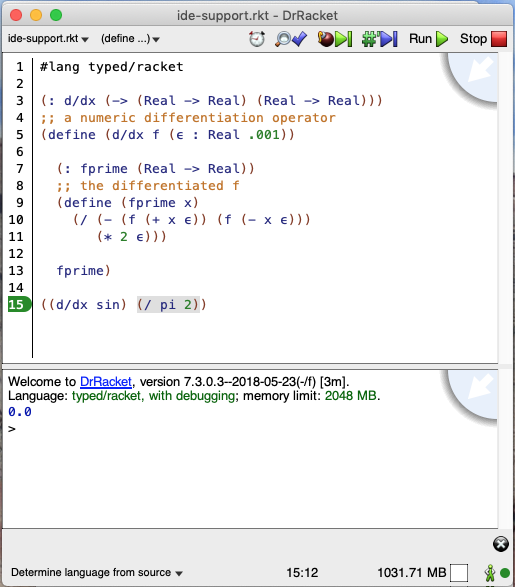 ide-support.rkt - DrRacket
ide-support.rkt (define ...) Run Stop
1 #lang typed/racket
2
3 (: d/dx (-> (Real -> Real) (Real -> Real)))
4 ;; a numeric differentiation operator
5 (define (d/dx f (ϵ : Real .001))
6
7 (: fprime (Real -> Real))
8 ;; the differentiated f
9 (define (fprime x)
10 (/ (- (f (+ x ϵ)) (f (- x ϵ)))
11 (* 2 ϵ)))
12
13 fprime)
14
15 ((d/dx sin) (/ pi 2))
Welcome to DrRacket, version 7.3.0.3--2018-05-23(-/f) [3m].
Language: typed/racket, with debugging; memory limit: 2048 MB.
0.0
>
Determine language from source 15:12 1031.71 MB